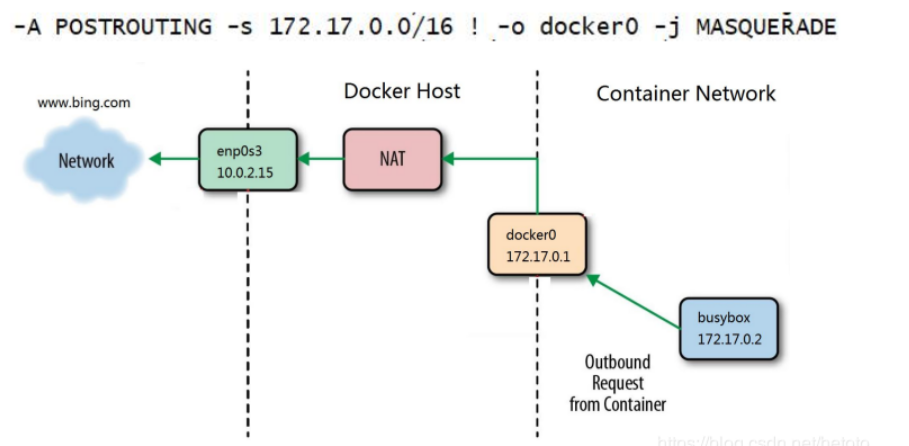 -A POSTROUTING -s 172.17.0.0/16 ! -o docker0 -j MASQUERADE
Docker Host
Container Network
www.bing.com
Network
enp0s3
10.0.2.15
NAT
docker0
172.17.0.1
busybox
172.17.0.2
Outbound
Request
from Container
https://blog.csdn.net/betoto